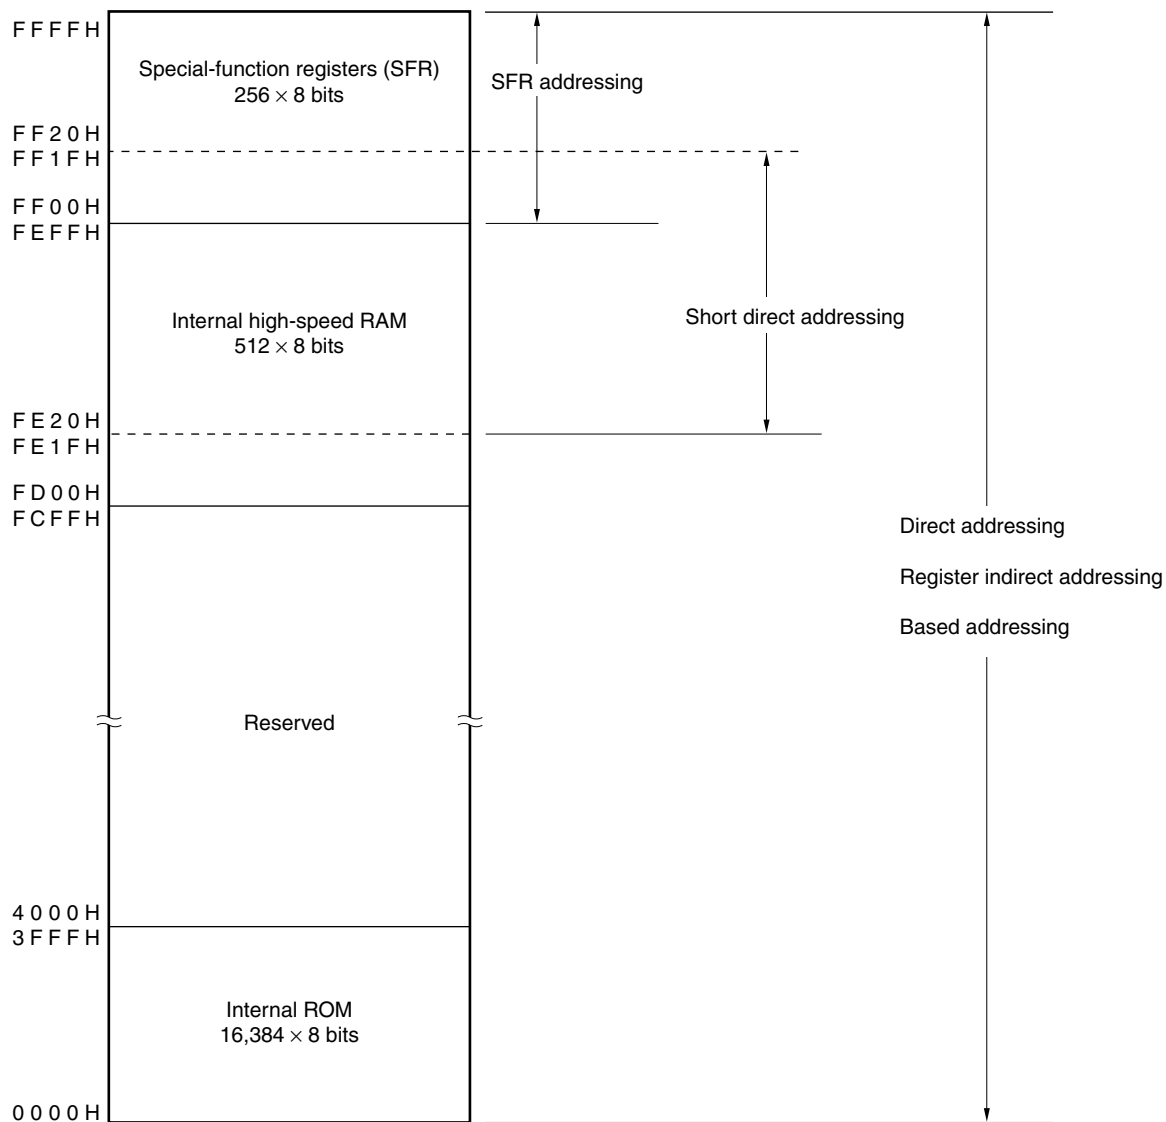 FFFFH
Special-function registers (SFR)
256 × 8 bits
SFR addressing
FF20H
FF1FH
FF00H
FEFFH
Internal high-speed RAM
512 × 8 bits
Short direct addressing
FE20H
FE1FH
FD00H
FCFFH
Direct addressing
Register indirect addressing
Based addressing
Reserved
4000H
3FFFH
Internal ROM
16,384 × 8 bits
0000H